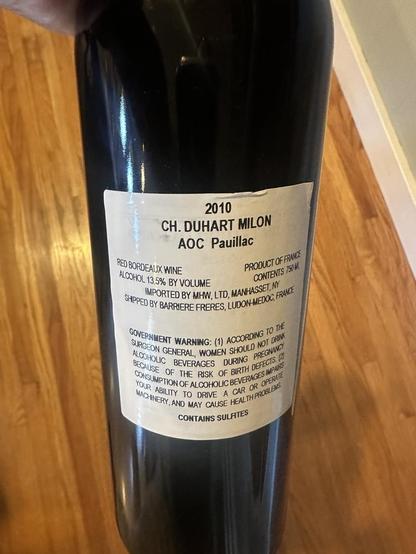 2010
CH. DUHART MILON
AOC Pauillac
RED BORDEAUX WINE PRODUCT OF FRANCE
ALCOHOL 13.5% BY VOLUME CONTENTS 750 ML
IMPORTED BY MHW, LTD, MANHASSET, NY
SHIPPED BY BARRIERE FRERES, LUDON-MEDOC, FRANCE
GOVERNMENT WARNING: (1) ACCORDING TO THE
SURGEON GENERAL, WOMEN SHOULD NOT DRINK
ALCOHOLIC BEVERAGES DURING PREGNANCY
BECAUSE OF THE RISK OF BIRTH DEFECTS. (2)
CONSUMPTION OF ALCOHOLIC BEVERAGES IMPAIRS
YOUR ABILITY TO DRIVE A CAR OR OPERATE
MACHINERY, AND MAY CAUSE HEALTH PROBLEMS.
CONTAINS SULFITES